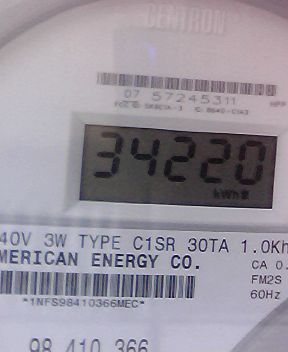 CENTRON
07 57245311
34220
kWh
40V 3W TYPE C1SR 30TA 1.0Kh
MERICAN ENERGY CO.
CA 0.
FM2S
*1NFS98410366MEC*
60Hz
98 410 366